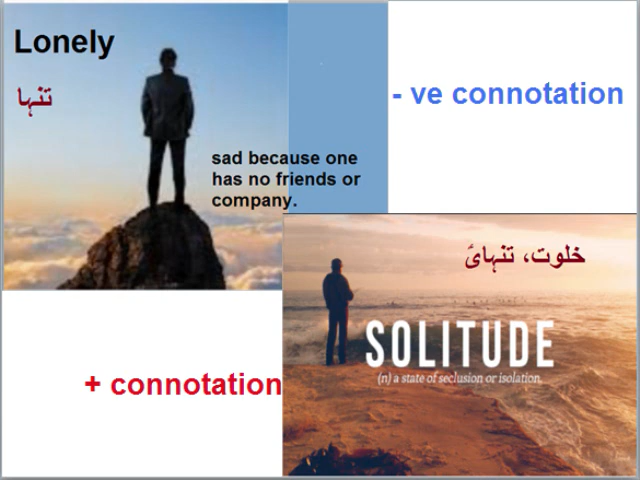 Lonely
تنہا
- ve connotation
sad because one
has no friends or
company.
خلوت، تنہائ
SOLITUDE
(n) a state of seclusion or isolation.
+ connotation